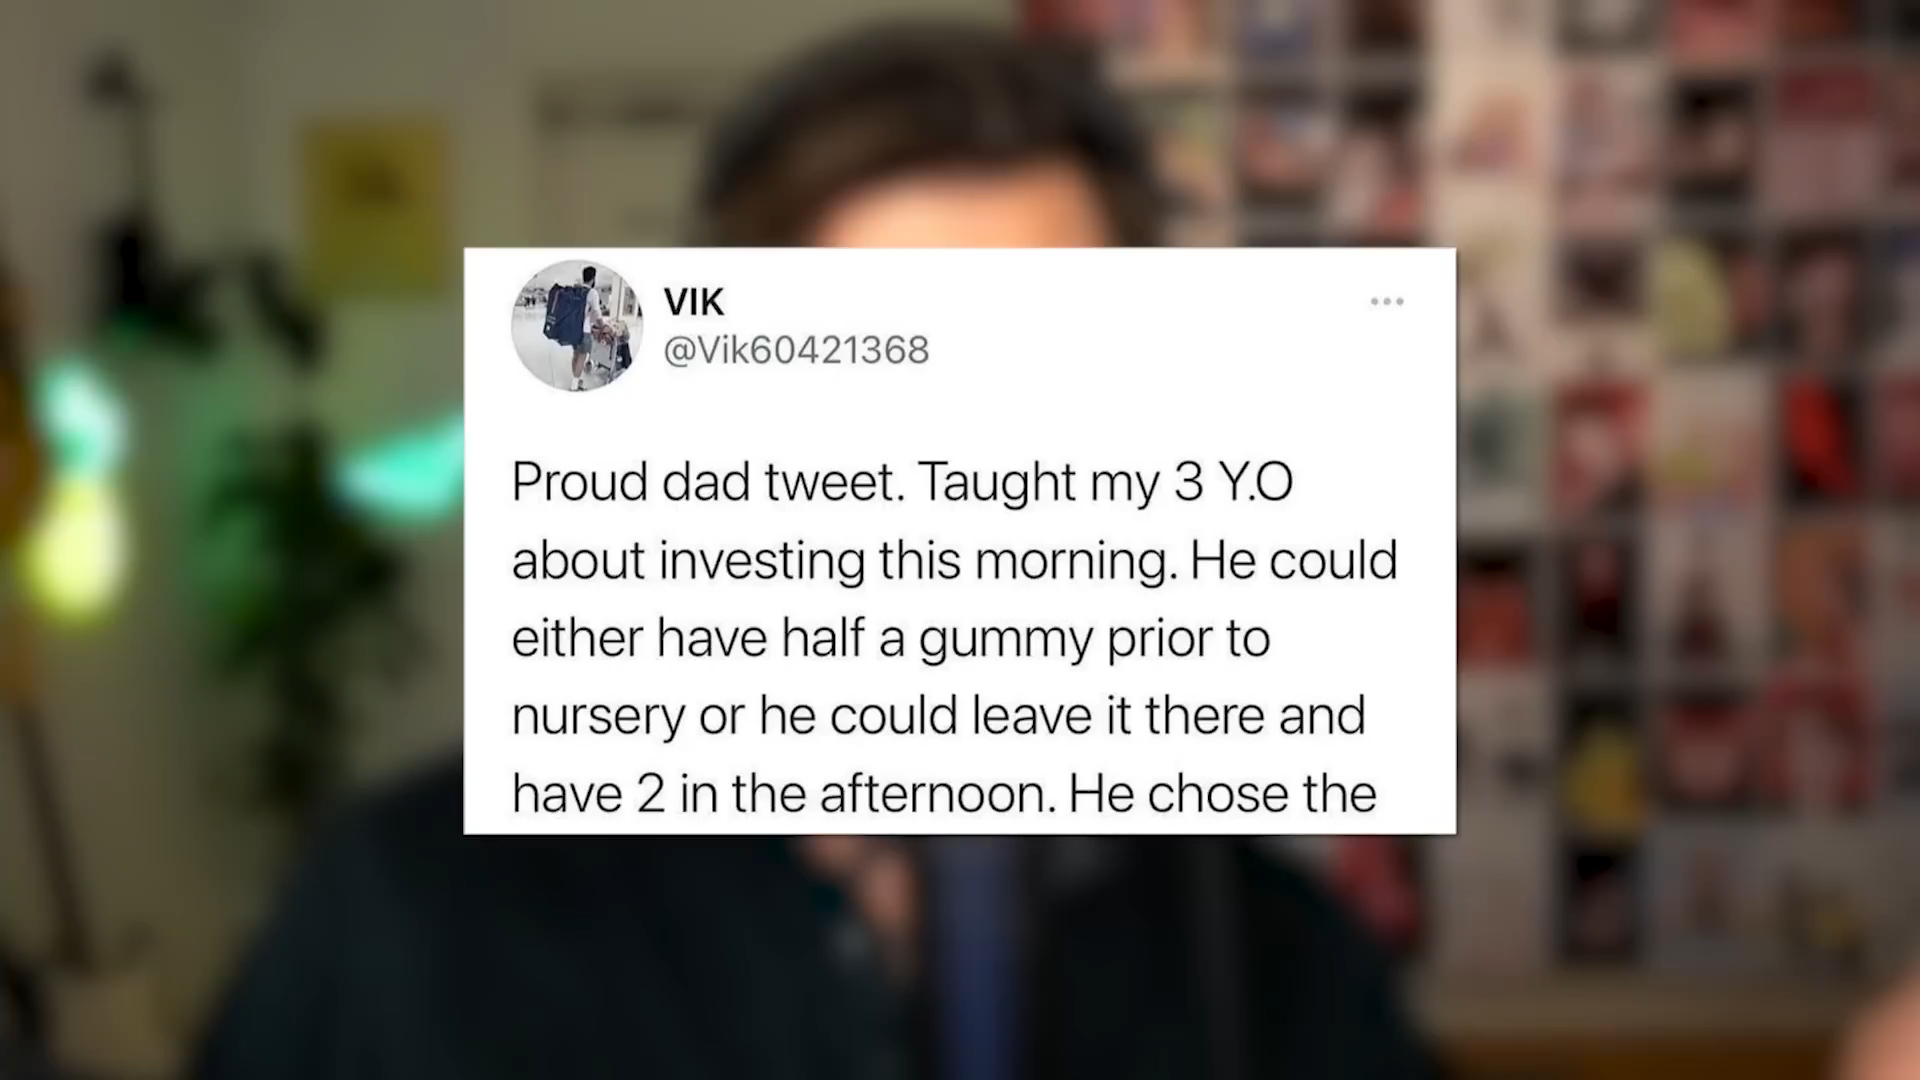 VIK
@Vik60421368
Proud dad tweet. Taught my 3 Y.O
about investing this morning. He could
either have half a gummy prior to
nursery or he could leave it there and
have 2 in the afternoon. He chose the